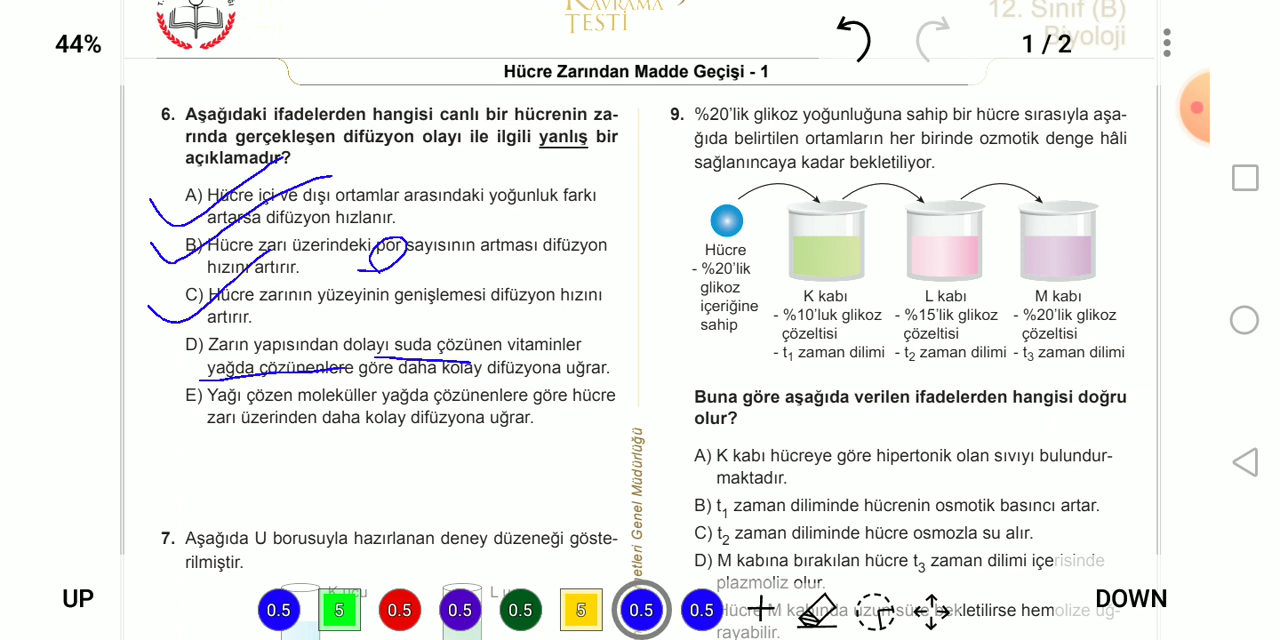 44%
KAVRAMA
TESTİ
12. Sınıf (B)
Biyoloji
1 / 2
Hücre Zarından Madde Geçişi - 1
6. Aşağıdaki ifadelerden hangisi canlı bir hücrenin za-
rında gerçekleşen difüzyon olayı ile ilgili yanlış bir
açıklamadır?
A) Hücre içi ve dışı ortamlar arasındaki yoğunluk farkı
artarsa difüzyon hızlanır.
B) Hücre zarı üzerindeki por sayısının artması difüzyon
hızını artırır.
C) Hücre zarının yüzeyinin genişlemesi difüzyon hızını
artırır.
D) Zarın yapısından dolayı suda çözünen vitaminler
yağda çözünenlere göre daha kolay difüzyona uğrar.
E) Yağı çözen moleküller yağda çözünenlere göre hücre
zarı üzerinden daha kolay difüzyona uğrar.
7. Aşağıda U borusuyla hazırlanan deney düzeneği göste-
rilmiştir.
etleri Genel Müdürlüğü
9. %20'lik glikoz yoğunluğuna sahip bir hücre sırasıyla aşa-
ğıda belirtilen ortamların her birinde ozmotik denge hâli
sağlanıncaya kadar bekletiliyor.
Hücre
- %20'lik
glikoz
içeriğine
sahip
K kabı
- %10'luk glikoz
çözeltisi
- t1 zaman dilimi
L kabı
- %15'lik glikoz
çözeltisi
- t2 zaman dilimi
M kabı
- %20'lik glikoz
çözeltisi
- t3 zaman dilimi
Buna göre aşağıda verilen ifadelerden hangisi doğru
olur?
A) K kabı hücreye göre hipertonik olan sıvıyı bulundur-
maktadır.
B) t1 zaman diliminde hücrenin osmotik basıncı artar.
C) t2 zaman diliminde hücre osmozla su alır.
D) M kabına bırakılan hücre t3 zaman dilimi içerisinde
plazmoliz olur.
Hücre M kabında uzun süre bekletilirse hemolize uğ-
rayabilir.
UP
0.5
5
0.5
0.5
0.5
5
0.5
0.5
DOWN